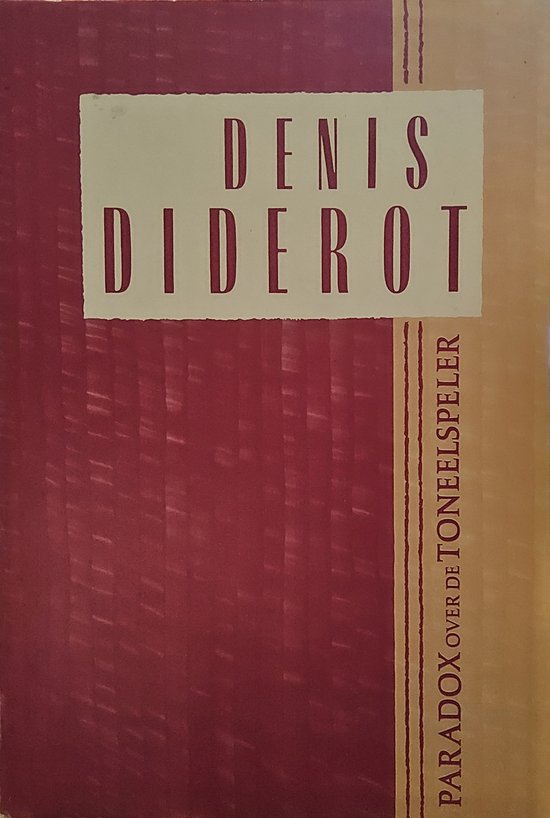 DENIS
DIDEROT
PARADOX OVER DE TONEELSPELER